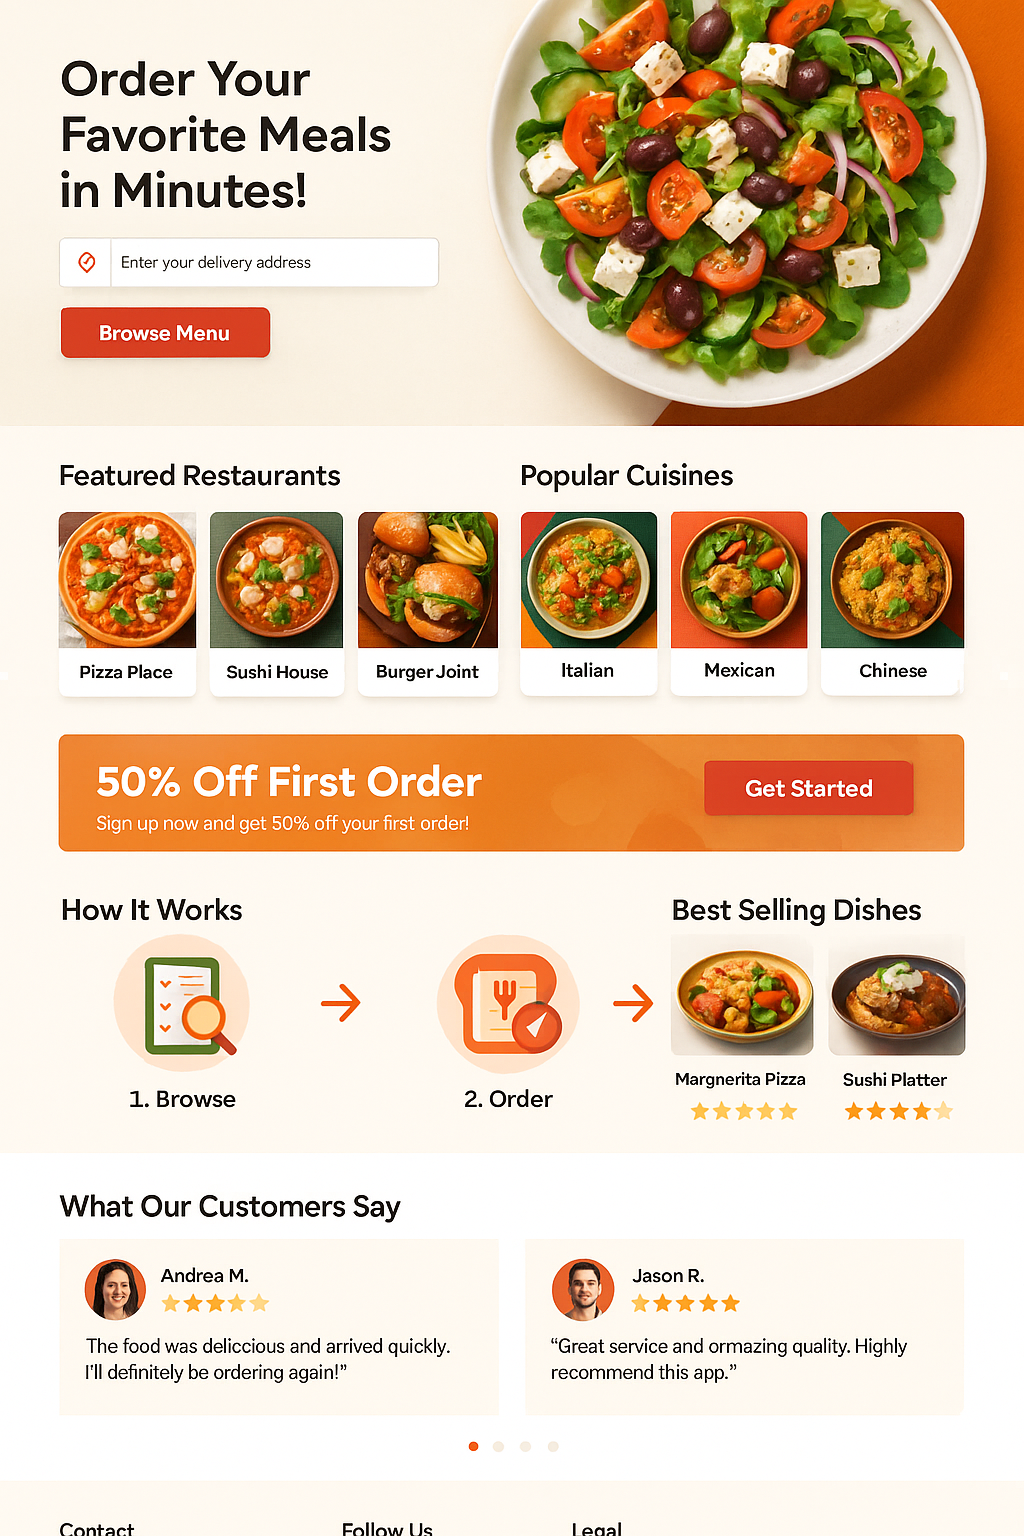 Order Your
Favorite Meals
in Minutes!
Enter your delivery address
Browse Menu
Featured Restaurants
Pizza Place
Sushi House
Burger Joint
Popular Cuisines
Italian
Mexican
Chinese
50% Off First Order
Sign up now and get 50% off your first order!
Get Started
How It Works
1. Browse
2. Order
Best Selling Dishes
Margnerita Pizza
Sushi Platter
What Our Customers Say
Andrea M.
The food was deliccious and arrived quickly.
I'll definitely be ordering again!”
Jason R.
“Great service and ormazing quality. Highly
recommend this app.”
Contact
Follow Us
Legal